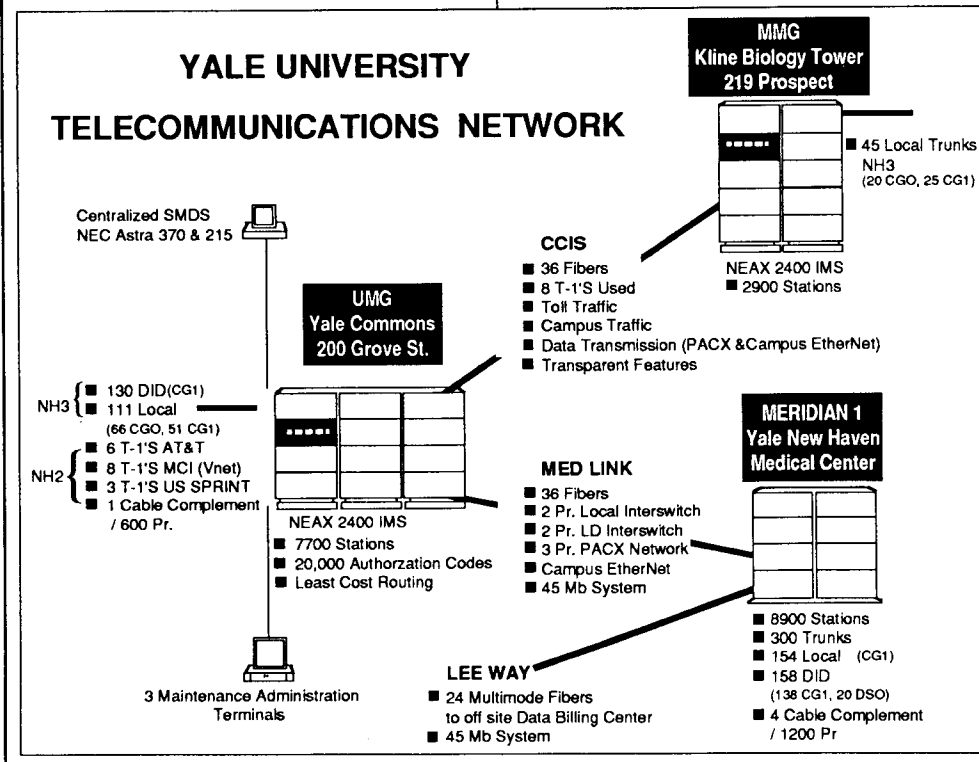 YALE UNIVERSITY
TELECOMMUNICATIONS NETWORK
MMG
Kline Biology Tower
219 Prospect
45 Local Trunks
NH3
(20 CGO, 25 CG1)
NEAX 2400 IMS
2900 Stations
Centralized SMDS
NEC Astra 370 & 215
UMG
Yale Commons
200 Grove St.
CCIS
36 Fibers
8 T-1'S Used
Toll Traffic
Campus Traffic
Data Transmission (PACX &Campus EtherNet)
Transparent Features
NH3
130 DID(CG1)
111 Local
(66 CGO, 51 CG1)
NH2
6 T-1'S AT&T
8 T-1'S MCI (Vnet)
3 T-1'S US SPRINT
1 Cable Complement
/ 600 Pr.
NEAX 2400 IMS
7700 Stations
20,000 Authorzation Codes
Least Cost Routing
MED LINK
36 Fibers
2 Pr. Local Interswitch
2 Pr. LD Interswitch
3 Pr. PACX Network
Campus EtherNet
45 Mb System
MERIDIAN 1
Yale New Haven
Medical Center
8900 Stations
300 Trunks
154 Local (CG1)
158 DID
(138 CG1, 20 DSO)
4 Cable Complement
/ 1200 Pr
LEE WAY
24 Multimode Fibers
to off site Data Billing Center
45 Mb System
3 Maintenance Administration
Terminals